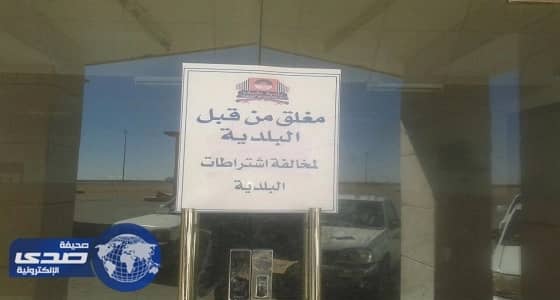 مغلق من قبل
البلدية
لمخالفة اشتراطات
البلدية
صحيفة
صدى
الإلكترونية